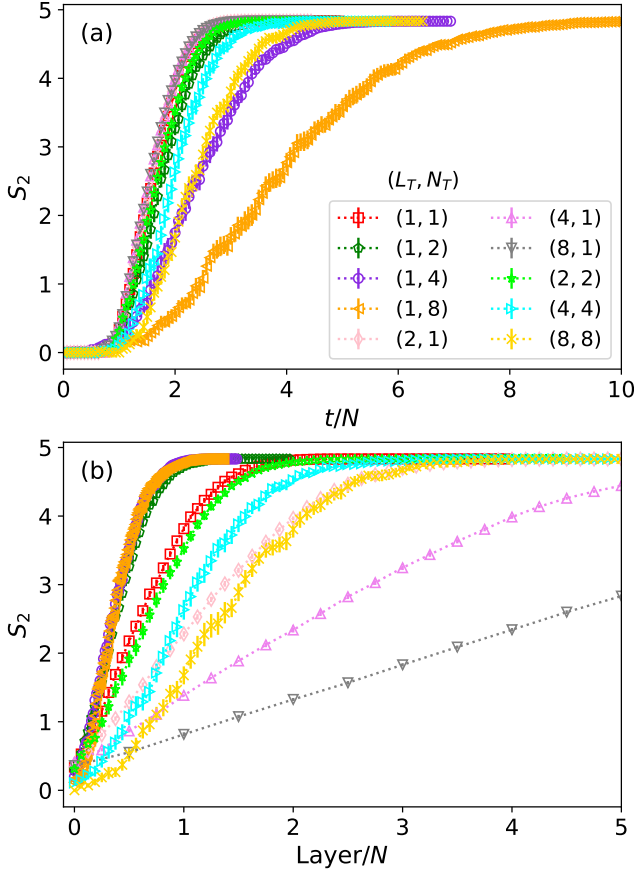 (a)
5
4
3
2
1
0
S₂
0 2 4 6 8 10
t/N
(L_T, N_T)
(1, 1) (4, 1)
(1, 2) (8, 1)
(1, 4) (2, 2)
(1, 8) (4, 4)
(2, 1) (8, 8)
(b)
5
4
3
2
1
0
S₂
0 1 2 3 4 5
Layer/N